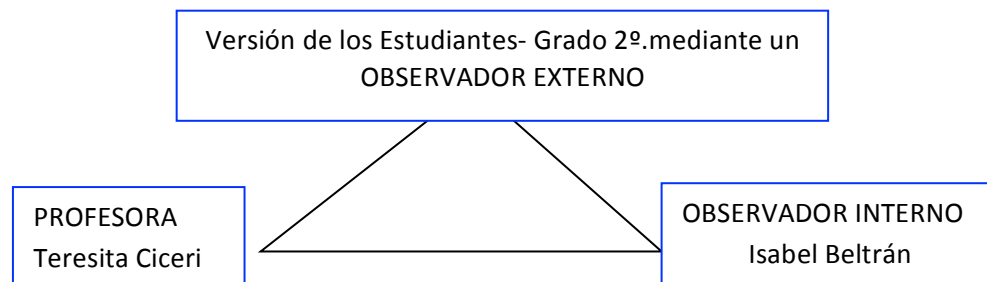 Versión de los Estudiantes- Grado 2º.mediante un
OBSERVADOR EXTERNO
PROFESORA
Teresita Ciceri
OBSERVADOR INTERNO
Isabel Beltrán